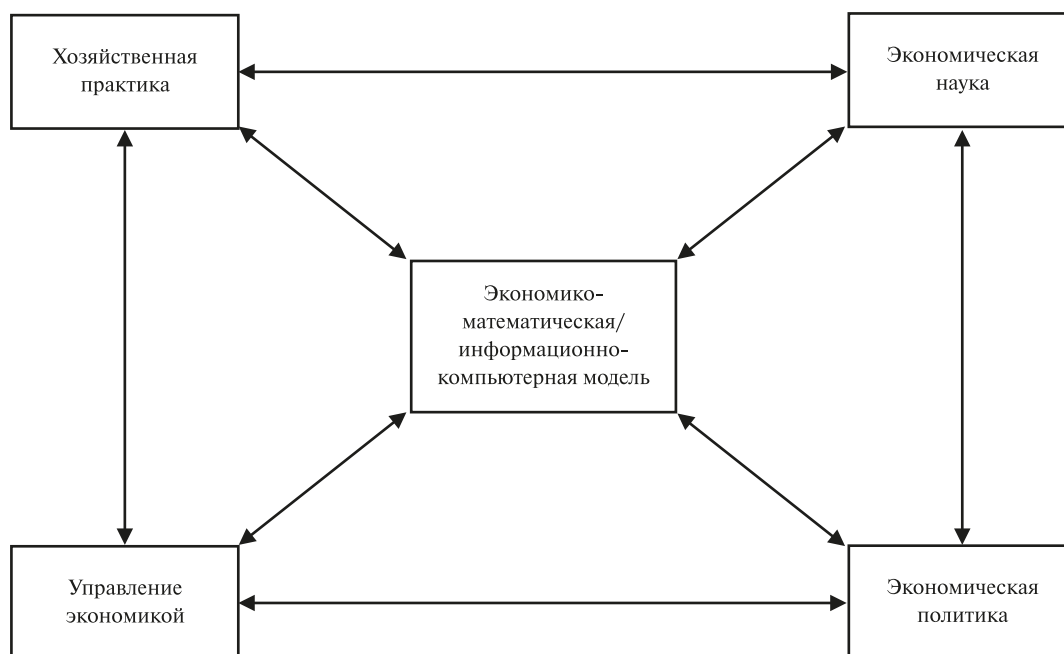 Хозяйственная
практика
Экономическая
наука
Экономико-
математическая/
информационно-
компьютерная модель
Управление
экономикой
Экономическая
политика